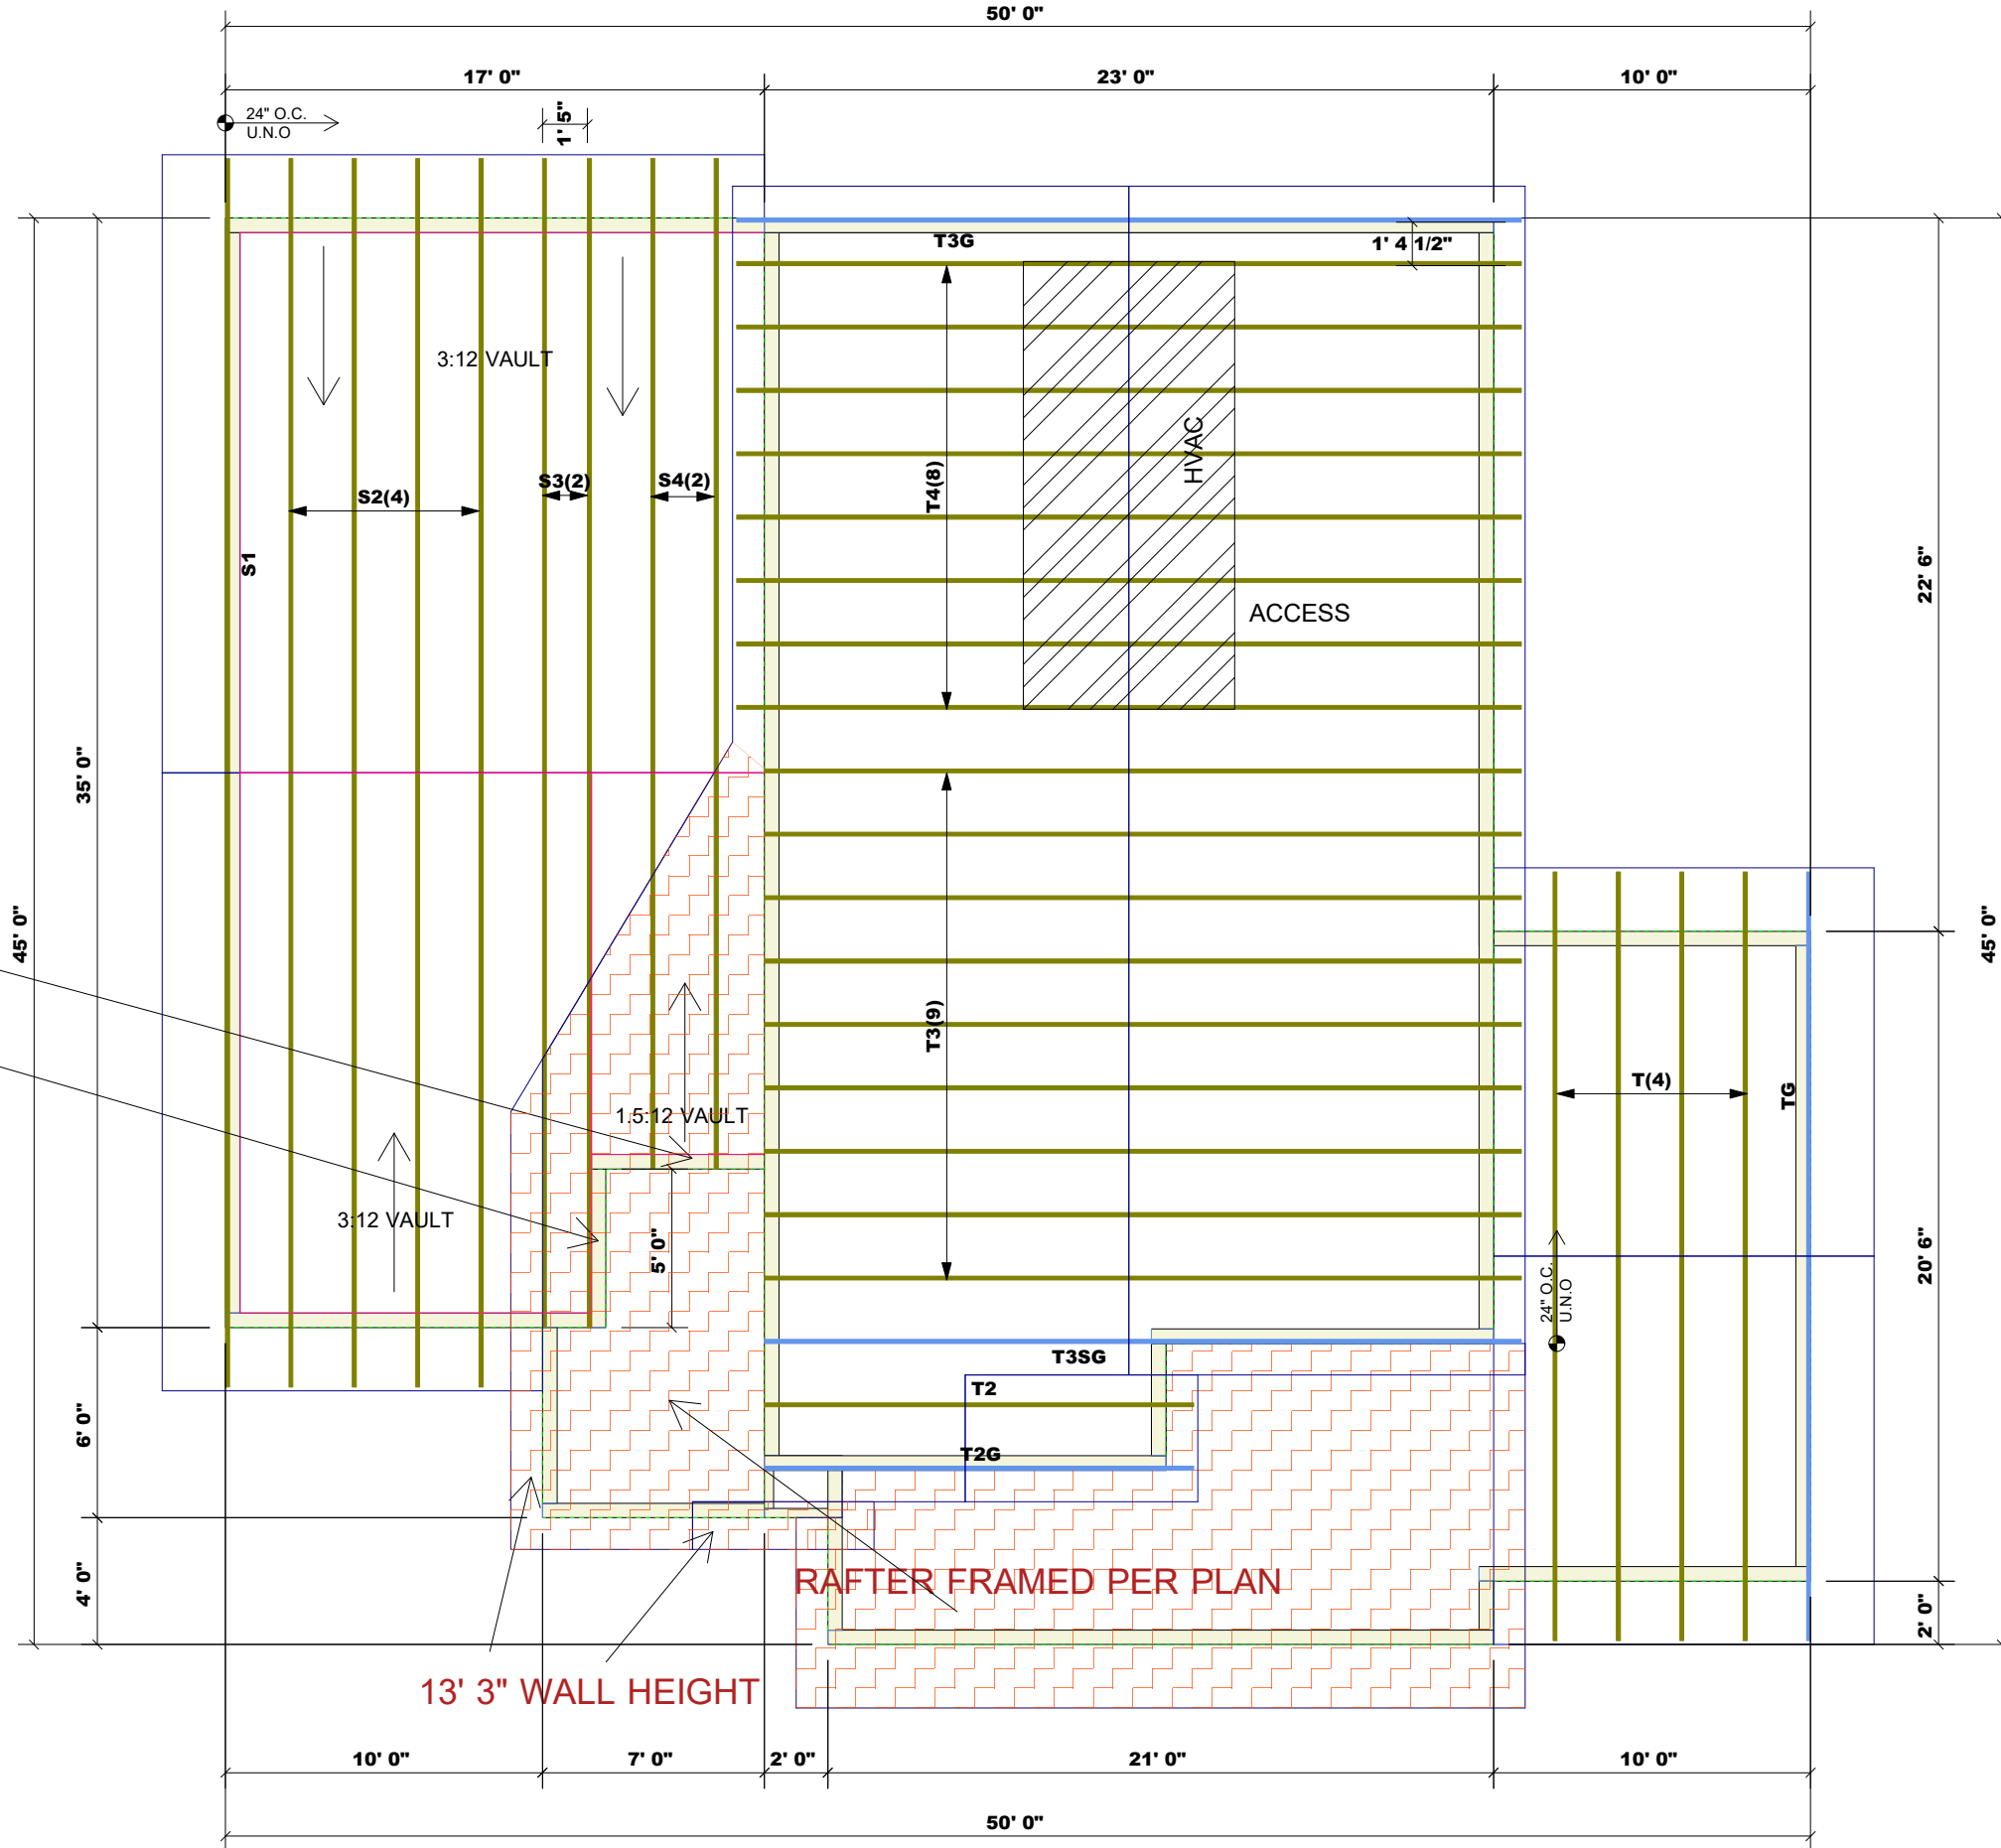 50' 0"
17' 0"
23' 0"
10' 0"
24" O.C.
U.N.O
1' 5"
T3G
1' 4 1/2"
3:12 VAULT
HVAC
S3(2)
S4(2)
S2(4)
T4(8)
S1
22' 6"
ACCESS
35' 0"
45' 0"
45' 0"
T3(9)
T(4)
TG
1.5:12 VAULT
3:12 VAULT
5' 0"
20' 6"
24" O.C.
U.N.O
T3SG
T2
6' 0"
T2G
4' 0"
RAFTER FRAMED PER PLAN
2' 0"
13' 3" WALL HEIGHT
10' 0"
7' 0"
2' 0"
21' 0"
10' 0"
50' 0"